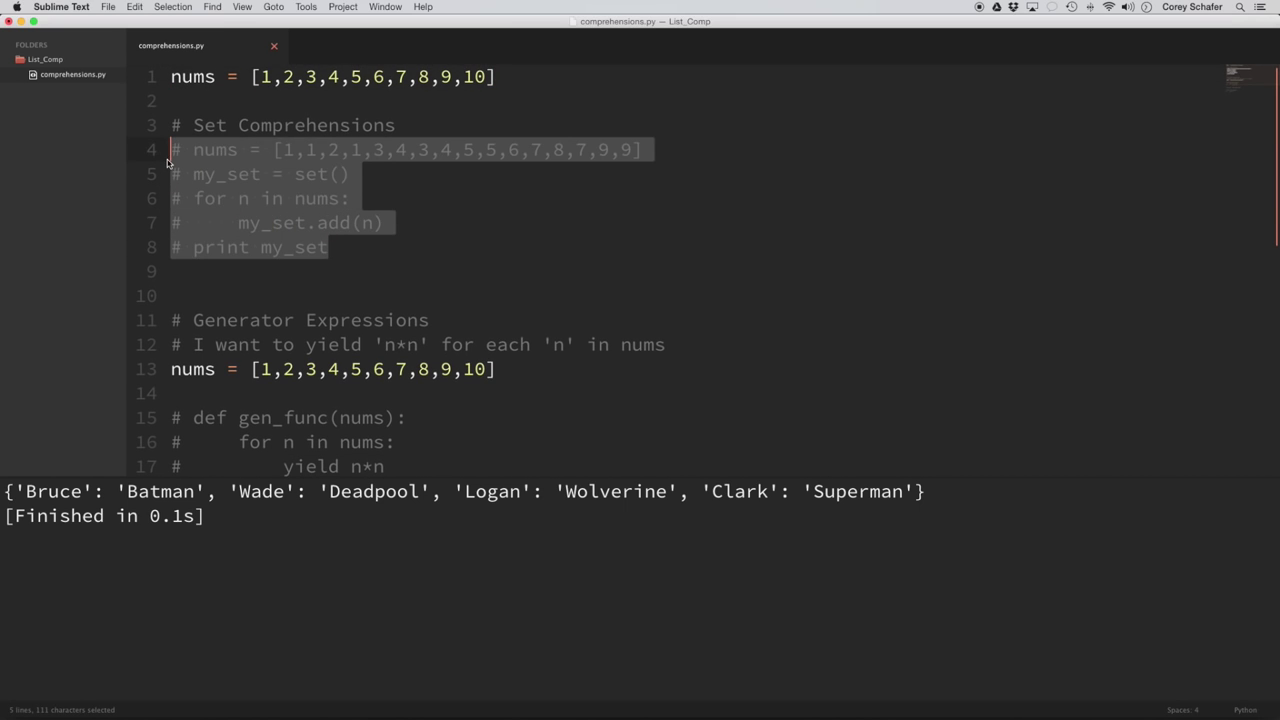 Sublime Text File Edit Selection Find View Goto Tools Project Window Help Corey Schafer
comprehensions.py — List_Comp
FOLDERS
List_Comp
comprehensions.py
comprehensions.py
1 nums = [1,2,3,4,5,6,7,8,9,10]
2
3 # Set Comprehensions
4 # nums = [1,1,2,1,3,4,3,4,5,5,6,7,8,7,9,9]
5 # my_set = set()
6 # for n in nums:
7 #     my_set.add(n)
8 # print my_set
9
10
11 # Generator Expressions
12 # I want to yield 'n*n' for each 'n' in nums
13 nums = [1,2,3,4,5,6,7,8,9,10]
14
15 # def gen_func(nums):
16 #     for n in nums:
17 #         yield n*n
{'Bruce': 'Batman', 'Wade': 'Deadpool', 'Logan': 'Wolverine', 'Clark': 'Superman'}
[Finished in 0.1s]
5 lines, 111 characters selected Spaces: 4 Python